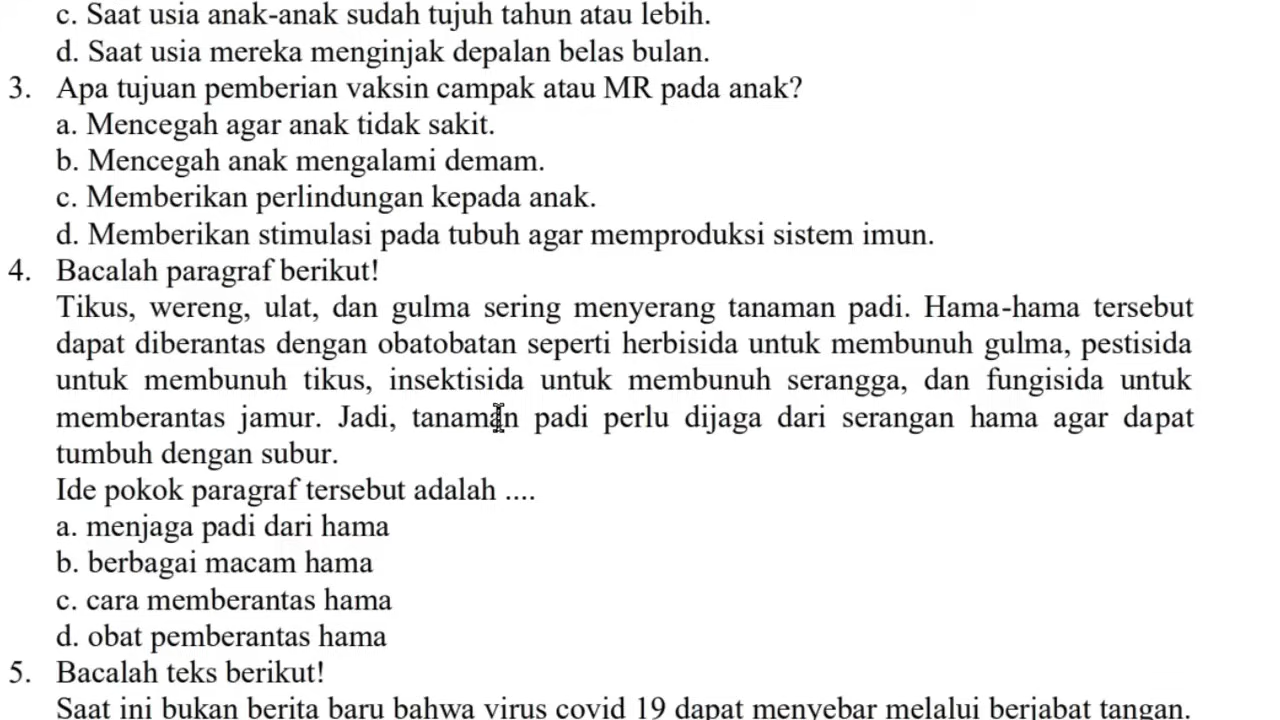 c. Saat usia anak-anak sudah tujuh tahun atau lebih.
d. Saat usia mereka menginjak depalan belas bulan.
3. Apa tujuan pemberian vaksin campak atau MR pada anak?
a. Mencegah agar anak tidak sakit.
b. Mencegah anak mengalami demam.
c. Memberikan perlindungan kepada anak.
d. Memberikan stimulasi pada tubuh agar memproduksi sistem imun.
4. Bacalah paragraf berikut!
Tikus, wereng, ulat, dan gulma sering menyerang tanaman padi. Hama-hama tersebut
dapat diberantas dengan obatobatan seperti herbisida untuk membunuh gulma, pestisida
untuk membunuh tikus, insektisida untuk membunuh serangga, dan fungisida untuk
memberantas jamur. Jadi, tanaman padi perlu dijaga dari serangan hama agar dapat
tumbuh dengan subur.
Ide pokok paragraf tersebut adalah ....
a. menjaga padi dari hama
b. berbagai macam hama
c. cara memberantas hama
d. obat pemberantas hama
5. Bacalah teks berikut!
Saat ini bukan berita baru bahwa virus covid 19 dapat menyebar melalui berjabat tangan.